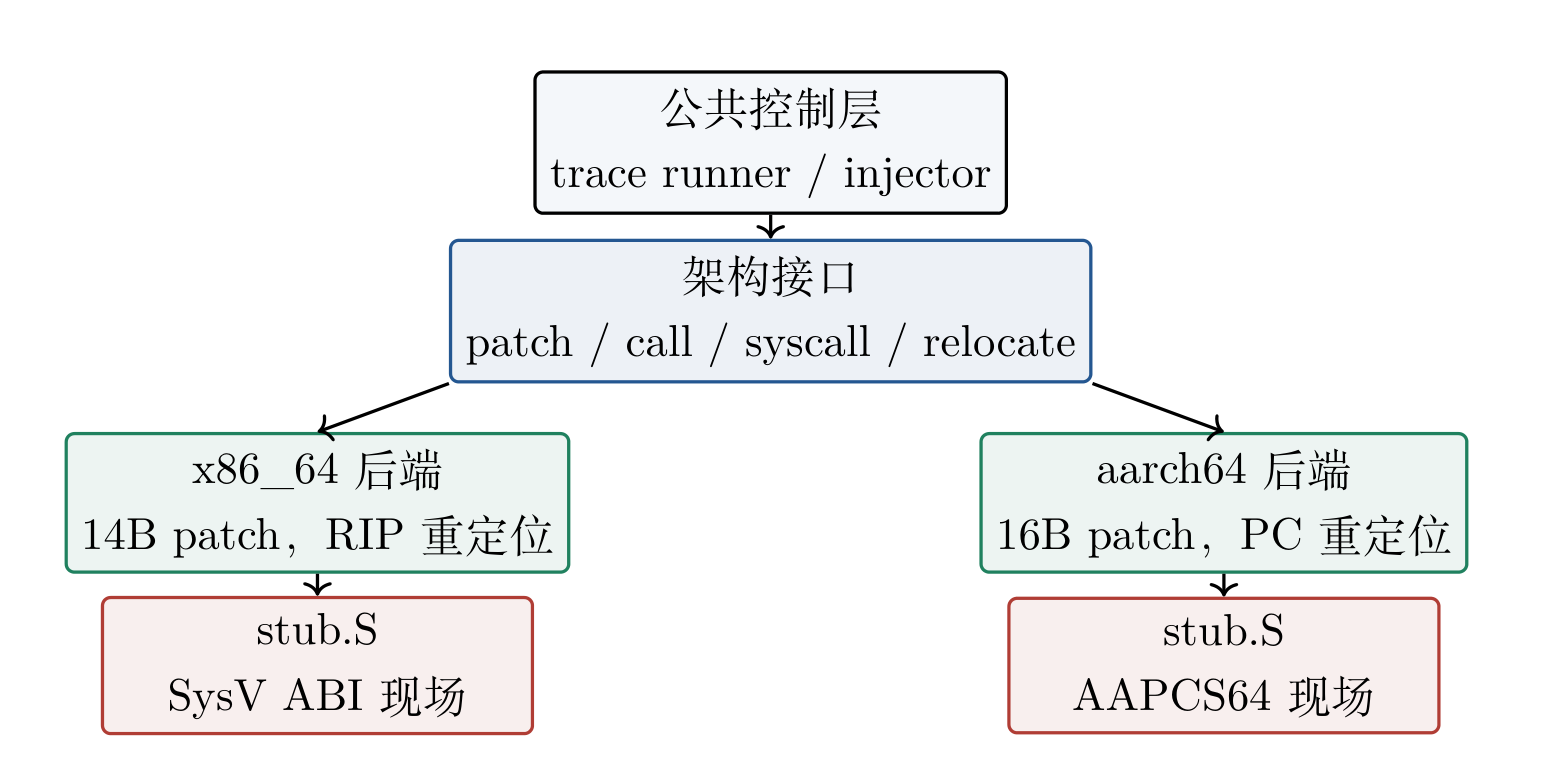 公共控制层
trace runner / injector
架构接口
patch / call / syscall / relocate
x86_64 后端
14B patch，RIP 重定位
aarch64 后端
16B patch，PC 重定位
stub.S
SysV ABI 现场
stub.S
AAPCS64 现场